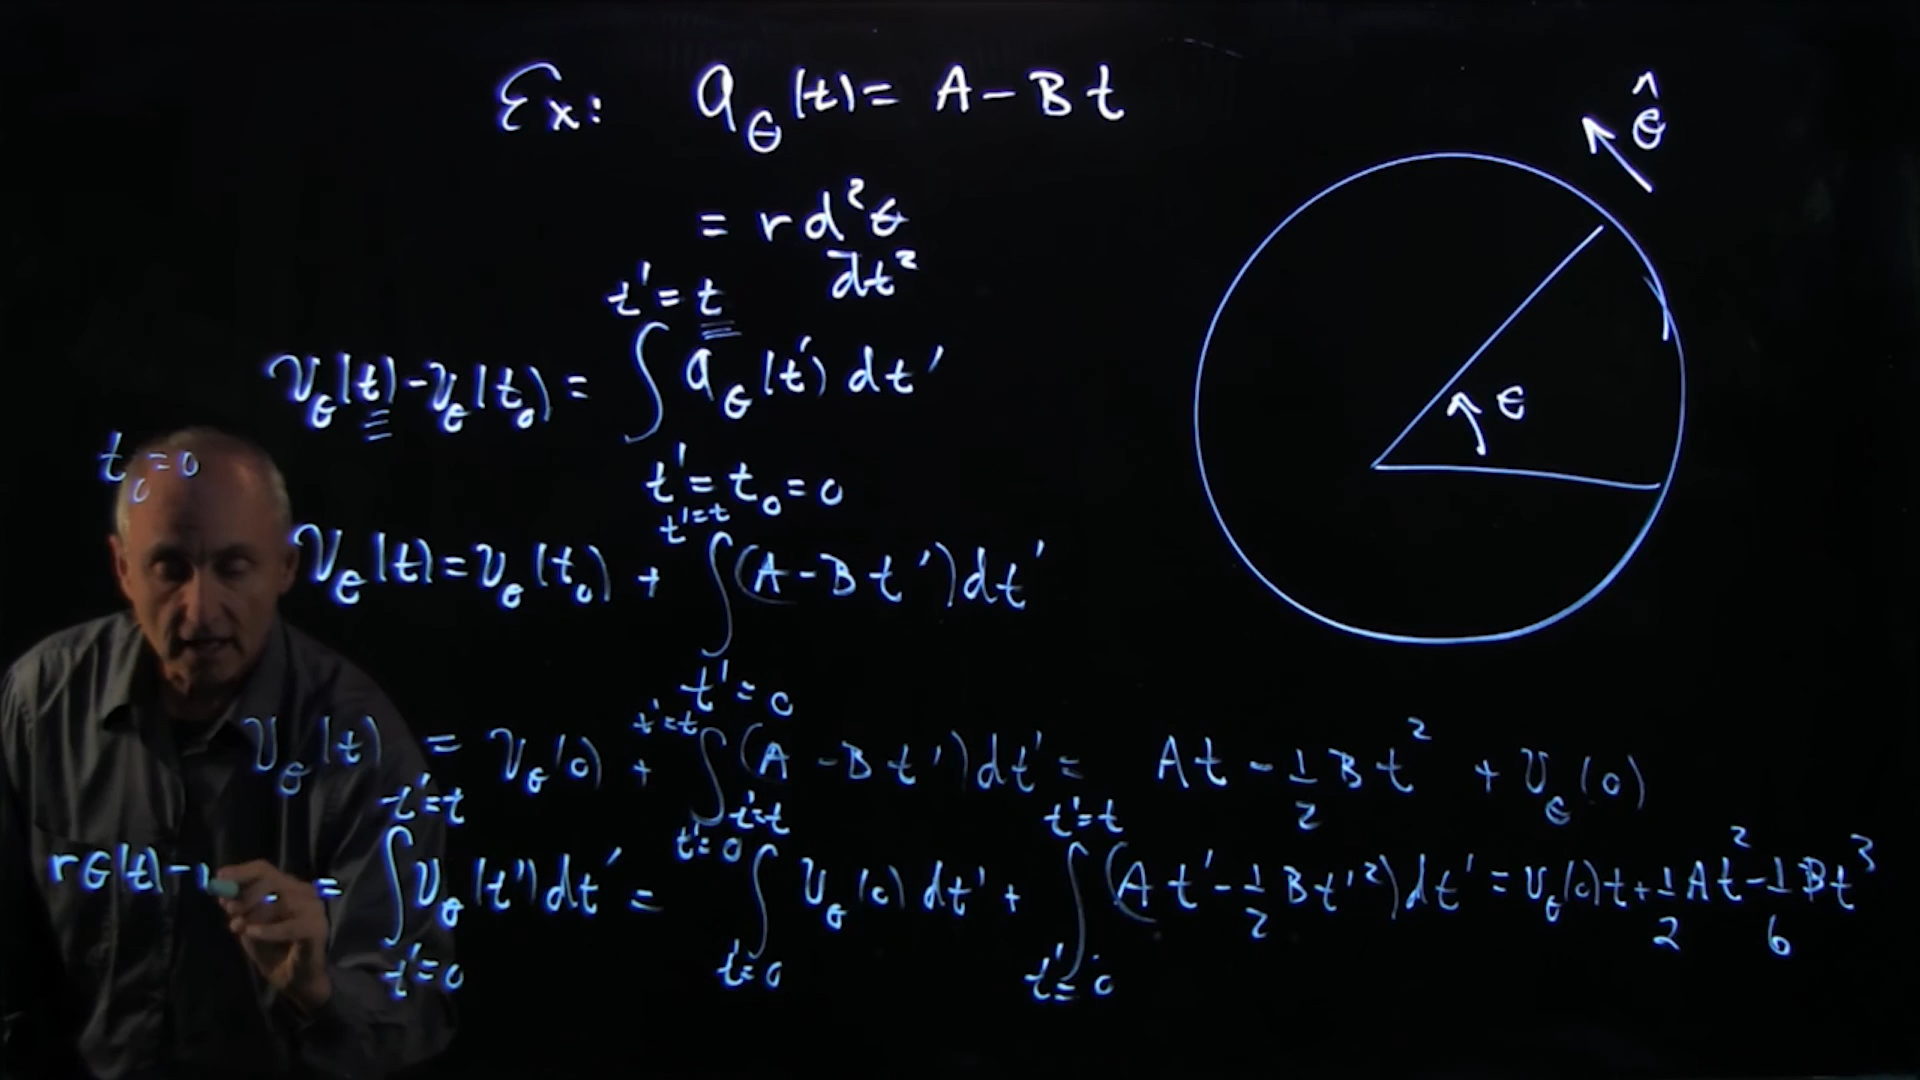 Ex: a_θ(t) = A - Bt
= r d²θ/dt²
v_θ(t) - v_θ(t₀) = ∫_{t'=t₀=0}^{t'=t} a_θ(t') dt'
t₀ = 0
v_θ(t) = v_θ(t₀) + ∫_{t'=0}^{t'=t} (A - Bt') dt'
v_θ(t) = v_θ(0) + ∫_{t'=0}^{t'=t} (A - Bt') dt' = At - 1/2 Bt² + v_θ(0)
rθ(t) - = ∫_{t'=0}^{t'=t} v_θ(t') dt' = ∫_{t'=0}^{t'=t} v_θ(0) dt' + ∫_{t'=0}^{t'=t} (At' - 1/2 Bt'²) dt' = v_θ(0)t + 1/2 At² - 1/6 Bt³
θ̂
θ